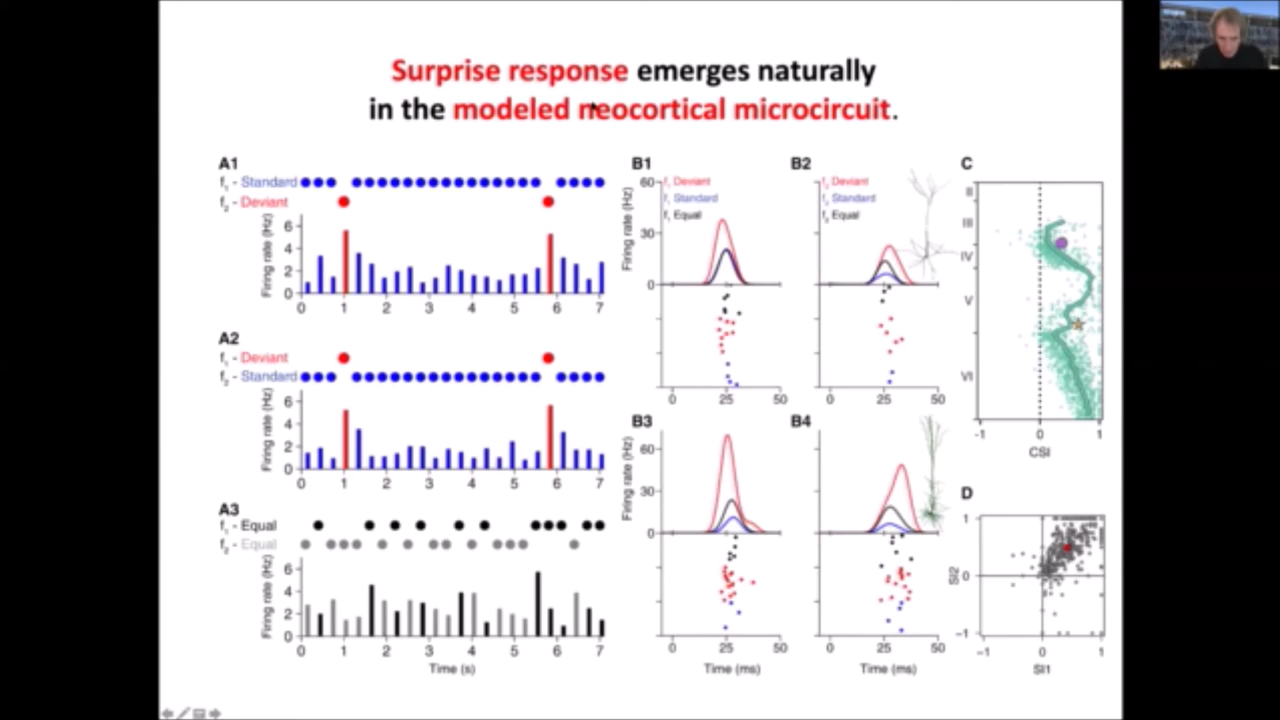 Surprise response emerges naturally
in the modeled neocortical microcircuit.
A1
f1 - Standard
f2 - Deviant
Firing rate (Hz)
6
4
2
0
0 1 2 3 4 5 6 7
A2
f1 - Deviant
f2 - Standard
Firing rate (Hz)
6
4
2
0
0 1 2 3 4 5 6 7
A3
f1 - Equal
f2 - Equal
Firing rate (Hz)
6
4
2
0
0 1 2 3 4 5 6 7
Time (s)
B1
f1 Deviant
f1 Standard
f1 Equal
Firing rate (Hz)
60
30
0
0 25 50
B2
f2 Deviant
f2 Standard
f2 Equal
0 25 50
B3
Firing rate (Hz)
60
30
0
0 25 50
Time (ms)
B4
0 25 50
Time (ms)
C
II
III
IV
V
VI
-1 0 1
CSI
D
SI2
1
0
-1
-1 0 1
SI1